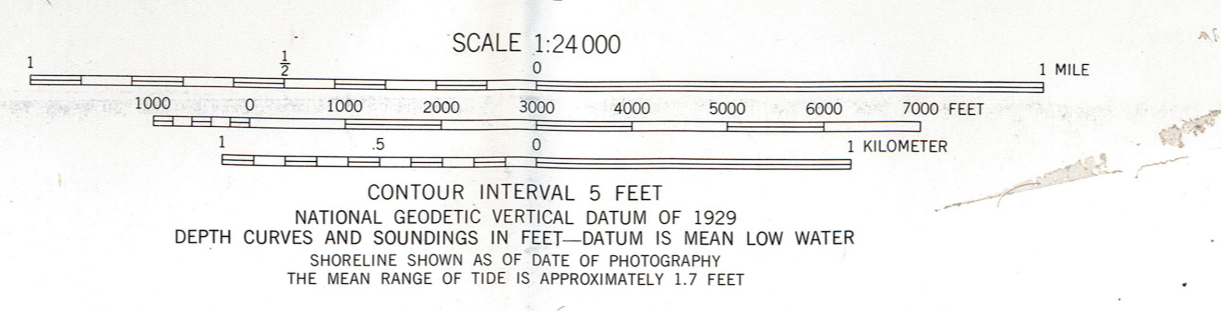 SCALE 1:24 000
1 ½ 0 1 MILE
1000 0 1000 2000 3000 4000 5000 6000 7000 FEET
1 .5 0 1 KILOMETER
CONTOUR INTERVAL 5 FEET
NATIONAL GEODETIC VERTICAL DATUM OF 1929
DEPTH CURVES AND SOUNDINGS IN FEET—DATUM IS MEAN LOW WATER
SHORELINE SHOWN AS OF DATE OF PHOTOGRAPHY
THE MEAN RANGE OF TIDE IS APPROXIMATELY 1.7 FEET